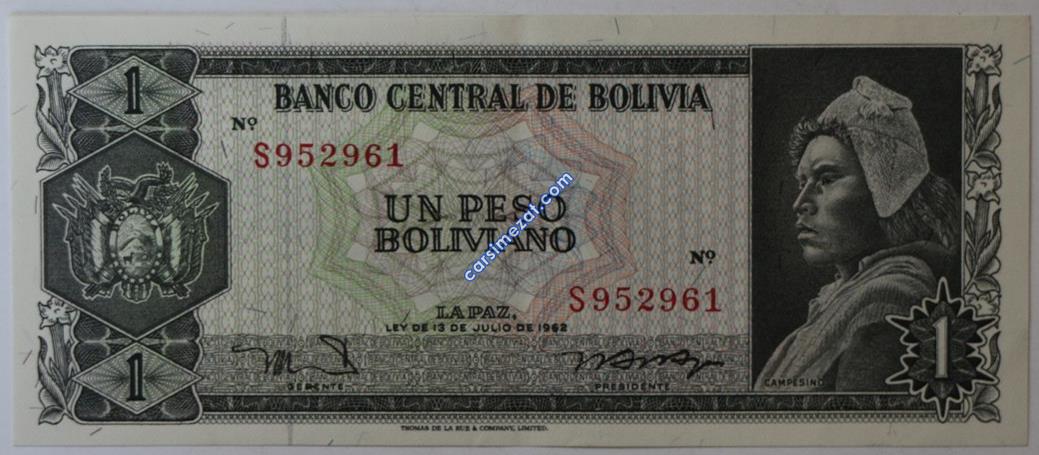 1
BANCO CENTRAL DE BOLIVIA
Nº
S952961
UN PESO
BOLIVIANO
carsimezat.com
Nº
S952961
LA PAZ,
LEY DE 13 DE JULIO DE 1962
1
GERENTE
PRESIDENTE
CAMPESINO
1
THOMAS DE LA RUE & COMPANY, LIMITED.